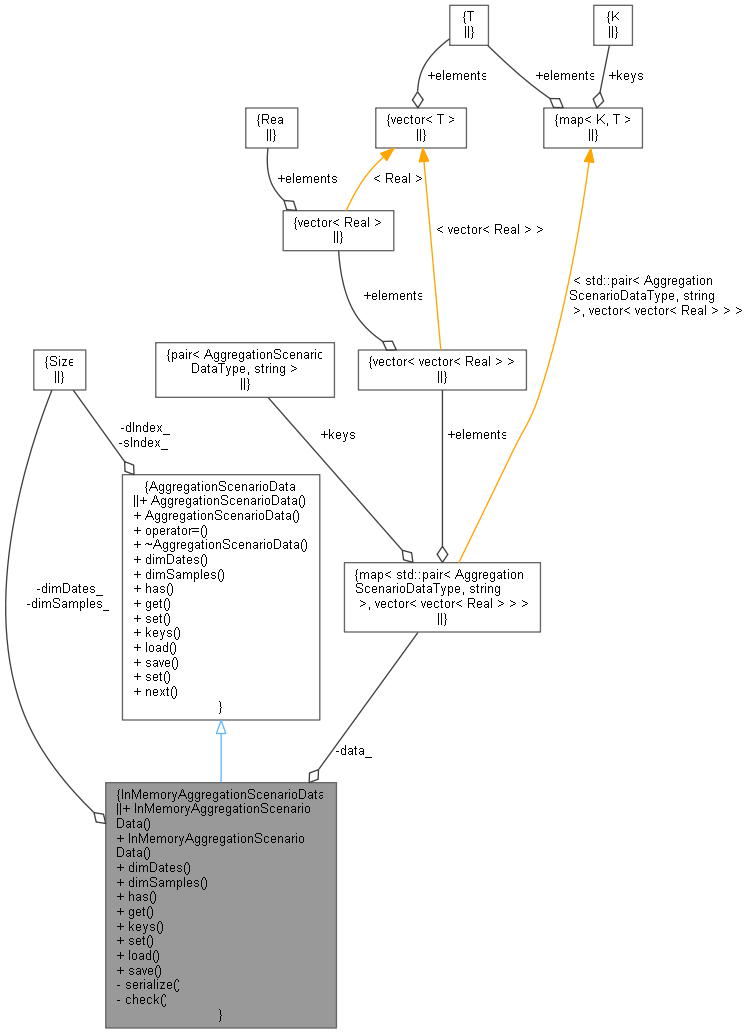 {T
||}
{K
||}
+elements
+elements
+keys
{Rea
||}
{vector< T >
||}
{map< K, T >
||}
+elements
< Real >
{vector< Real >
||}
< vector< Real > >
+elements
< std::pair< Aggregation
ScenarioDataType, string
>, vector< vector< Real > > >
{Size
||}
{pair< AggregationScenario
DataType, string >
||}
{vector< vector< Real > >
||}
-dIndex_
-sIndex_
+keys
+elements
{AggregationScenarioData
||+ AggregationScenarioData()
+ AggregationScenarioData()
+ operator=()
+ ~AggregationScenarioData()
+ dimDates()
+ dimSamples()
+ has()
+ get()
+ set()
+ keys()
+ load()
+ save()
+ set()
+ next()
}
-dimDates_
-dimSamples_
{map< std::pair< Aggregation
ScenarioDataType, string
>, vector< vector< Real > > >
||}
-data_
{InMemoryAggregationScenarioData
||+ InMemoryAggregationScenario
Data()
+ InMemoryAggregationScenario
Data()
+ dimDates()
+ dimSamples()
+ has()
+ get()
+ keys()
+ set()
+ load()
+ save()
- serialize(
- check(
}